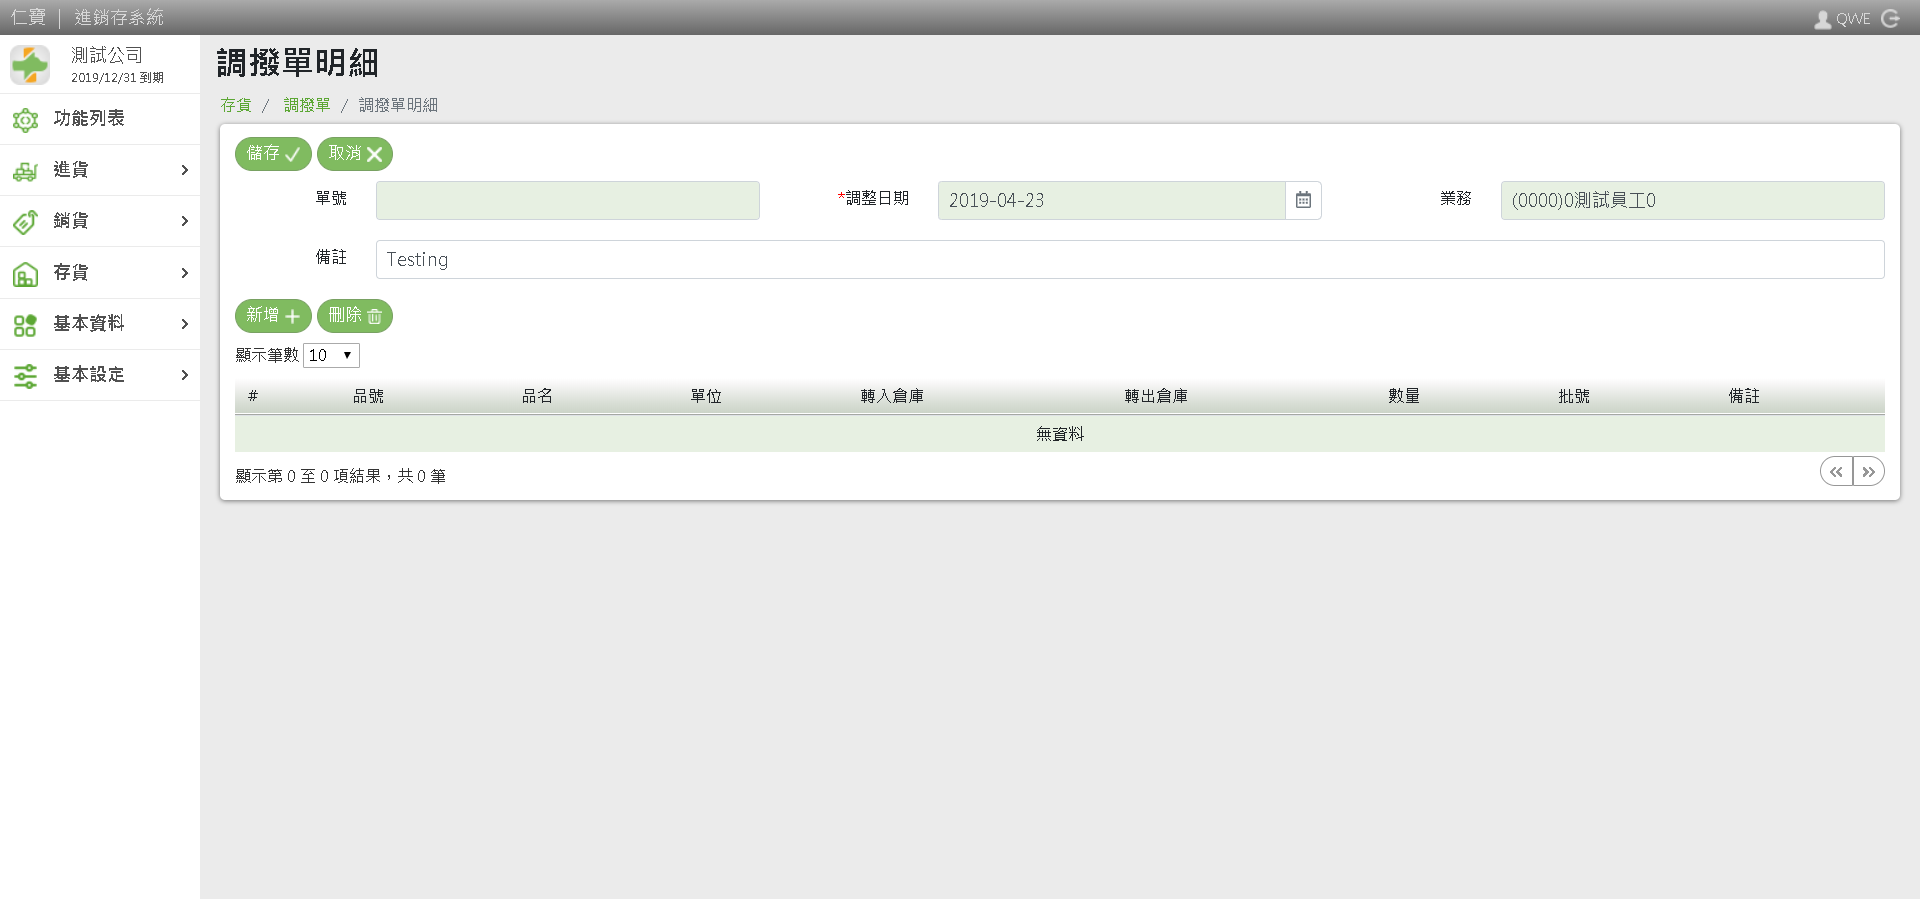 仁寶 | 進銷存系統
QWE
測試公司
2019/12/31 到期
功能列表
進貨
銷貨
存貨
基本資料
基本設定
調撥單明細
存貨 / 調撥單 / 調撥單明細
儲存 取消
單號
*調整日期 2019-04-23
業務 (0000)0測試員工0
備註 Testing
新增 刪除
顯示筆數 10
# 品號 品名 單位 轉入倉庫 轉出倉庫 數量 批號 備註
無資料
顯示第 0 至 0 項結果，共 0 筆
« »